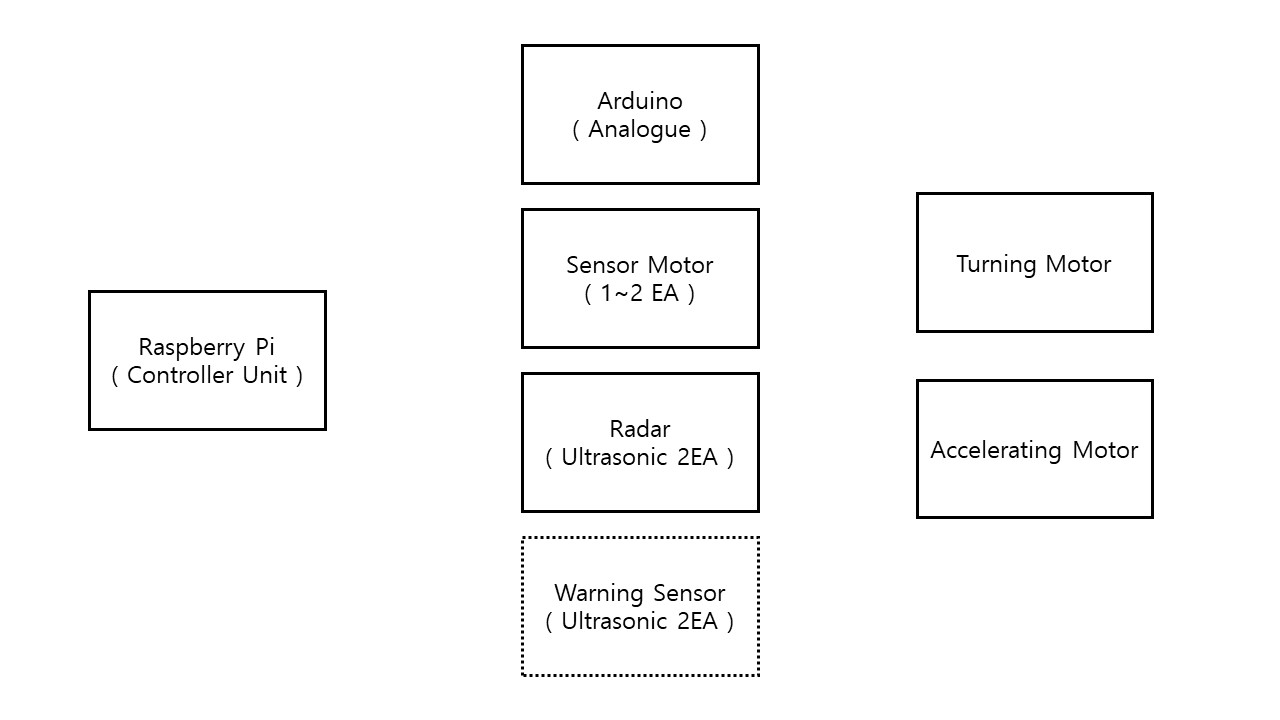 Arduino
( Analogue )
Sensor Motor
( 1~2 EA )
Turning Motor
Raspberry Pi
( Controller Unit )
Radar
( Ultrasonic 2EA )
Accelerating Motor
Warning Sensor
( Ultrasonic 2EA )